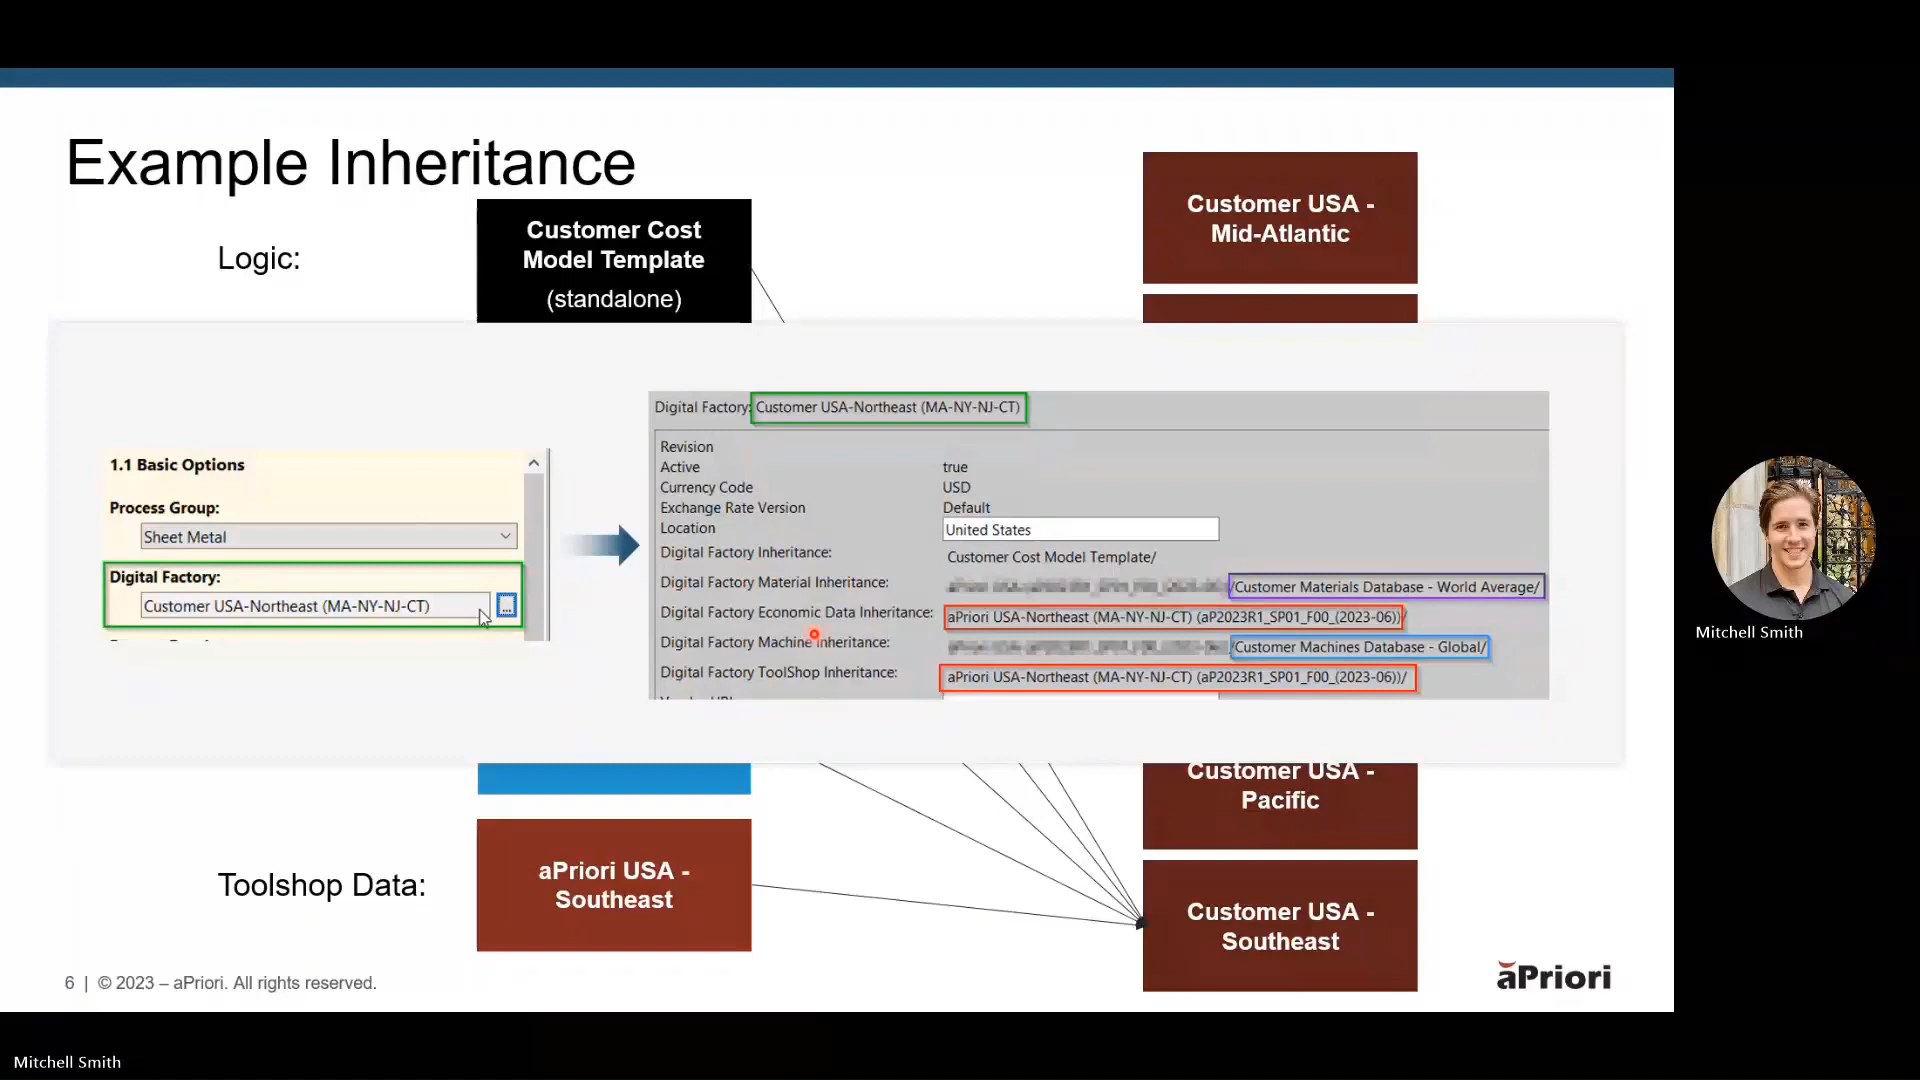 Example Inheritance
Logic:
Customer Cost
Model Template
(standalone)
Customer USA -
Mid-Atlantic
1.1 Basic Options
Process Group:
Sheet Metal
Digital Factory:
Customer USA-Northeast (MA-NY-NJ-CT)
...
Digital Factory: Customer USA-Northeast (MA-NY-NJ-CT)
Revision
Active true
Currency Code USD
Exchange Rate Version Default
Location United States
Digital Factory Inheritance: Customer Cost Model Template/
Digital Factory Material Inheritance: /Customer Materials Database - World Average/
Digital Factory Economic Data Inheritance: aPriori USA-Northeast (MA-NY-NJ-CT) (aP2023R1_SP01_F00_(2023-06))/
Digital Factory Machine Inheritance: /Customer Machines Database - Global/
Digital Factory ToolShop Inheritance: aPriori USA-Northeast (MA-NY-NJ-CT) (aP2023R1_SP01_F00_(2023-06))/
Customer USA -
Pacific
Toolshop Data:
aPriori USA -
Southeast
Customer USA -
Southeast
6 | © 2023 – aPriori. All rights reserved.
aPriori
Mitchell Smith
Mitchell Smith